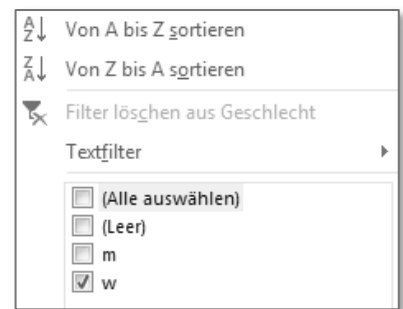 Von A bis Z sortieren
Von Z bis A sortieren
Filter löschen aus Geschlecht
Textfilter
(Alle auswählen)
(Leer)
m
w